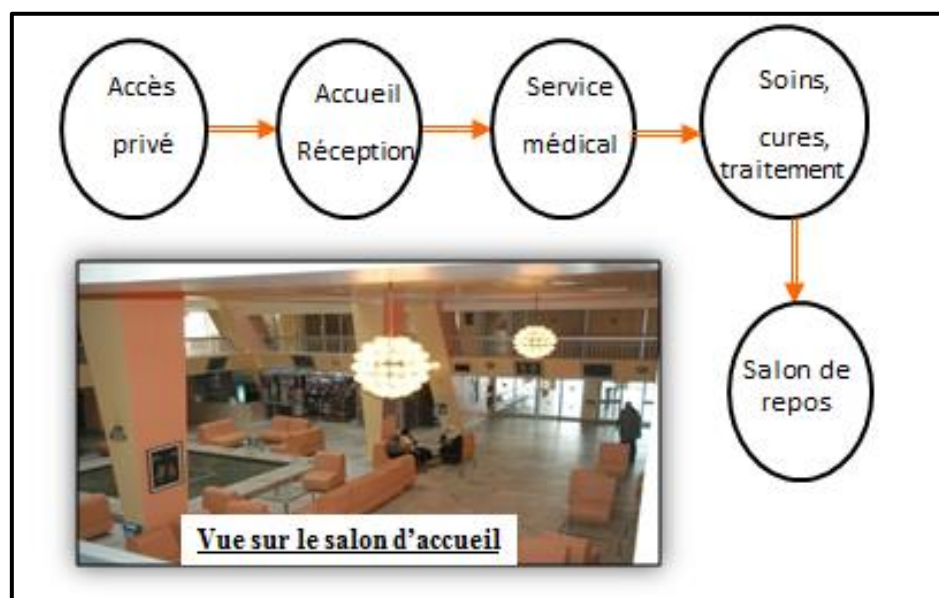 Accès
privé
Accueil
Réception
Service
médical
Soins,
cures,
traitement
Salon de
repos
Vue sur le salon d'accueil